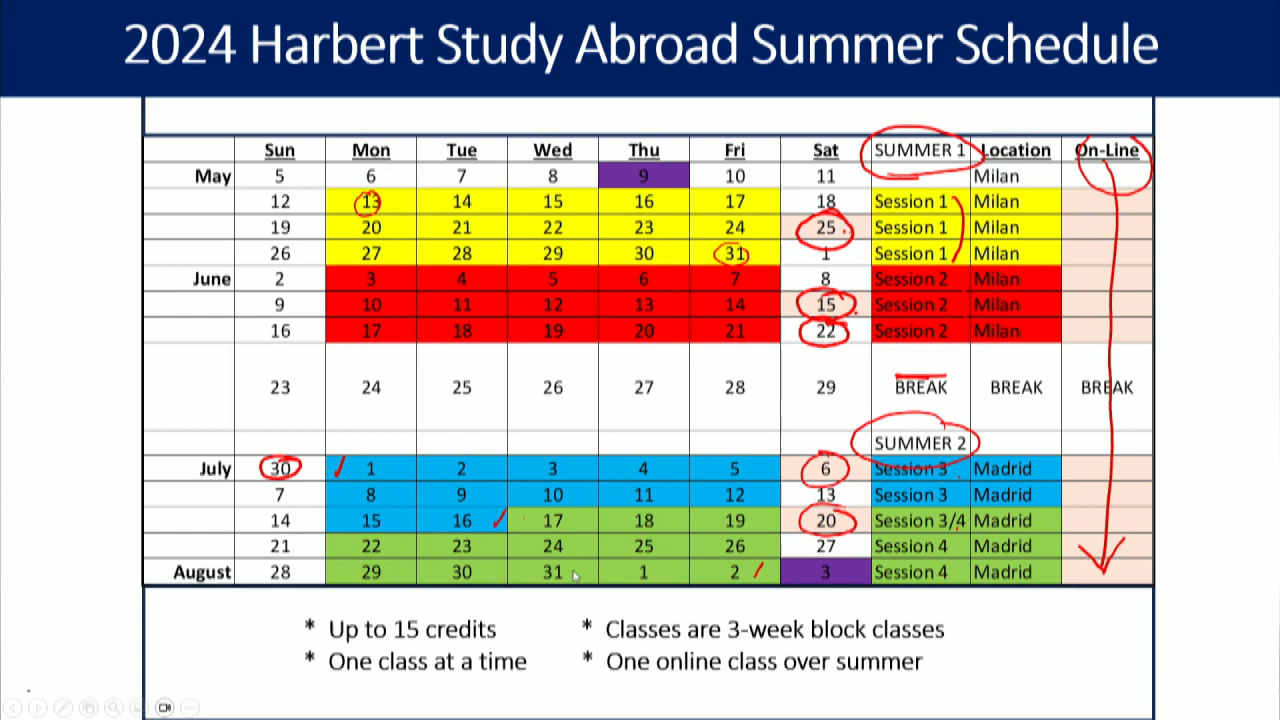 2024 Harbert Study Abroad Summer Schedule
Sun Mon Tue Wed Thu Fri Sat SUMMER 1 Location On-Line
May 5 6 7 8 9 10 11 Milan
12 13 14 15 16 17 18 Session 1 Milan
19 20 21 22 23 24 25 Session 1 Milan
26 27 28 29 30 31 1 Session 1 Milan
June 2 3 4 5 6 7 8 Session 2 Milan
9 10 11 12 13 14 15 Session 2 Milan
16 17 18 19 20 21 22 Session 2 Milan
23 24 25 26 27 28 29 BREAK BREAK BREAK
SUMMER 2
July 30 1 2 3 4 5 6 Session 3 Madrid
7 8 9 10 11 12 13 Session 3 Madrid
14 15 16 17 18 19 20 Session 3/4 Madrid
21 22 23 24 25 26 27 Session 4 Madrid
August 28 29 30 31 1 2 3 Session 4 Madrid
* Up to 15 credits * Classes are 3-week block classes
* One class at a time * One online class over summer